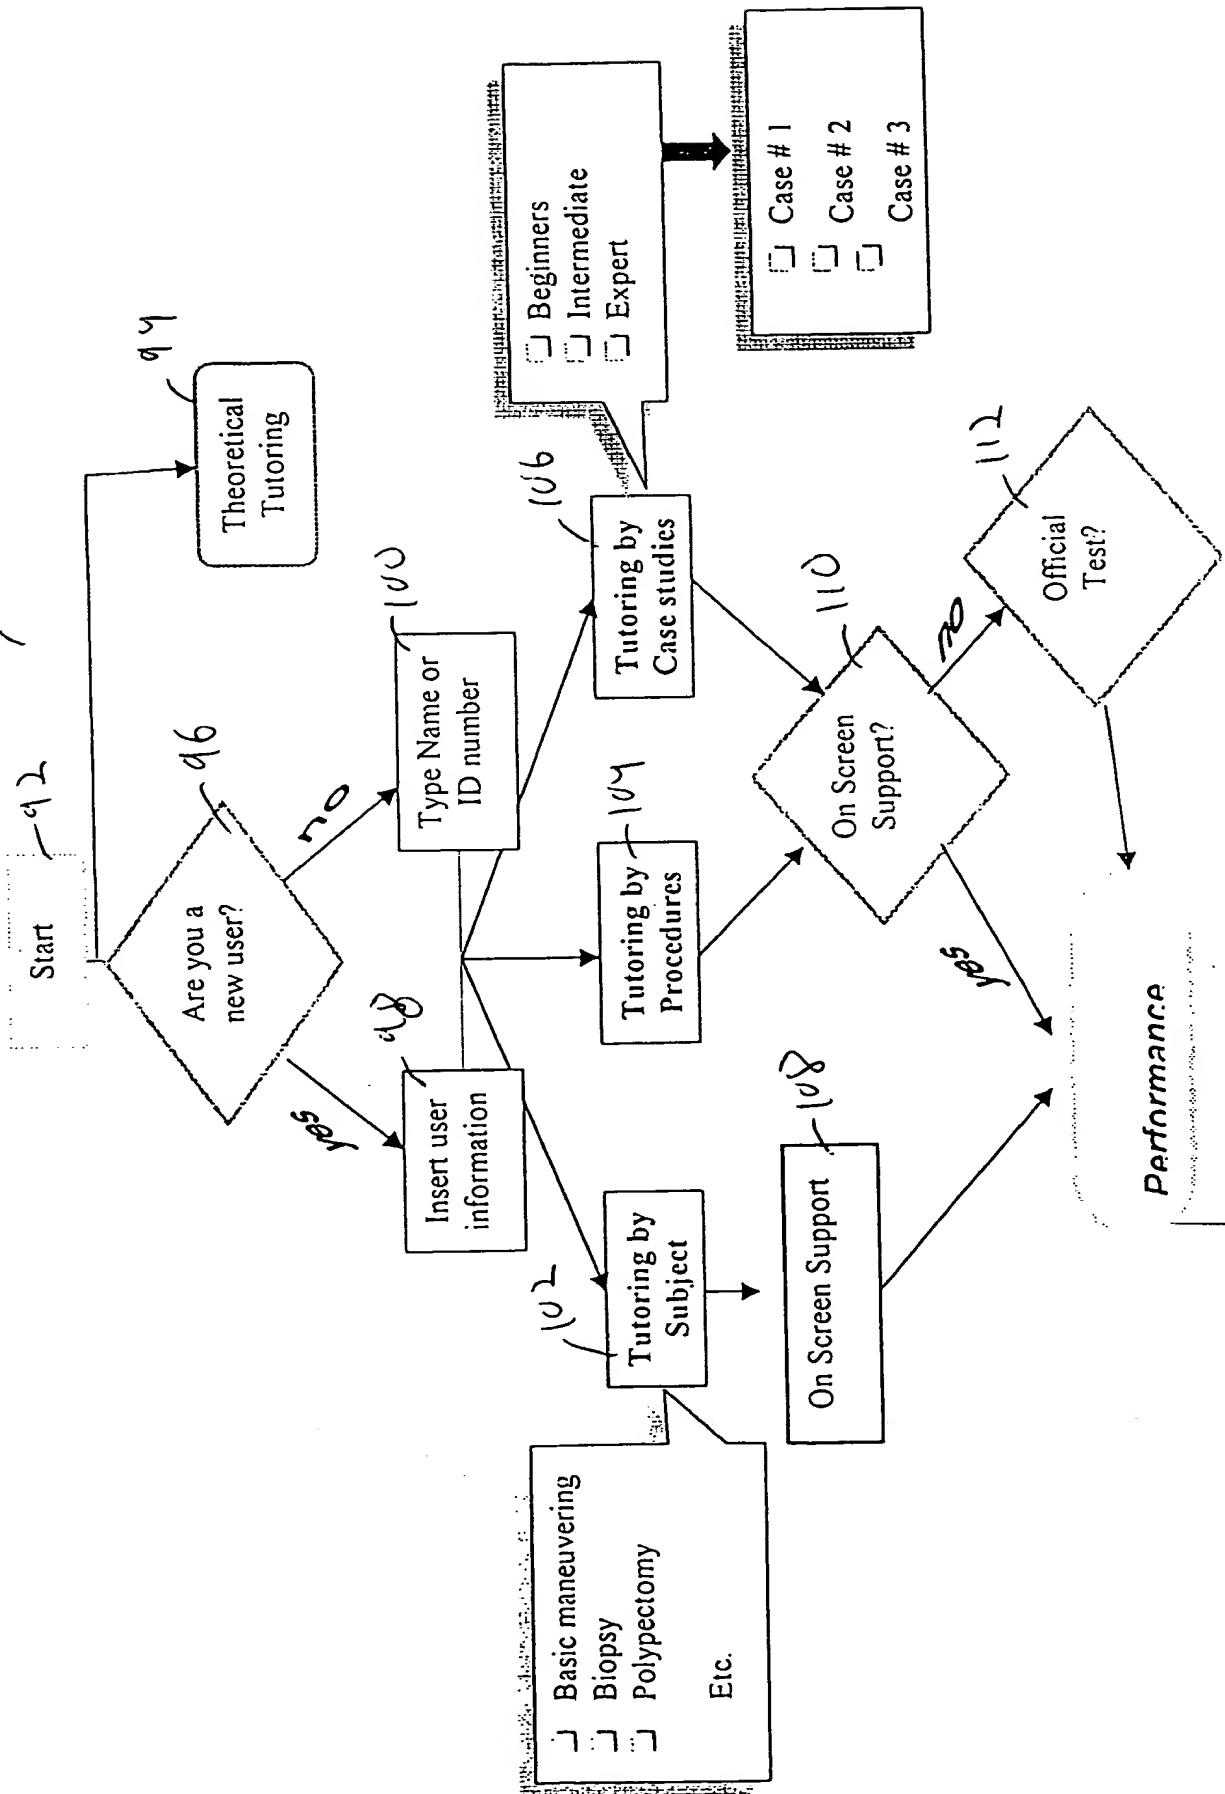 Start
92
94
Theoretical
Tutoring
Are you a
new user?
96
yes
no
98
Insert user
information
100
Type Name or
ID number
102
Tutoring by
Subject
104
Tutoring by
Procedures
106
Tutoring by
Case studies
Basic maneuvering
Biopsy
Polypectomy
Etc.
Beginners
Intermediate
Expert
Case # 1
Case # 2
Case # 3
On Screen Support
108
On Screen
Support?
110
yes
no
Official
Test?
112
Performance